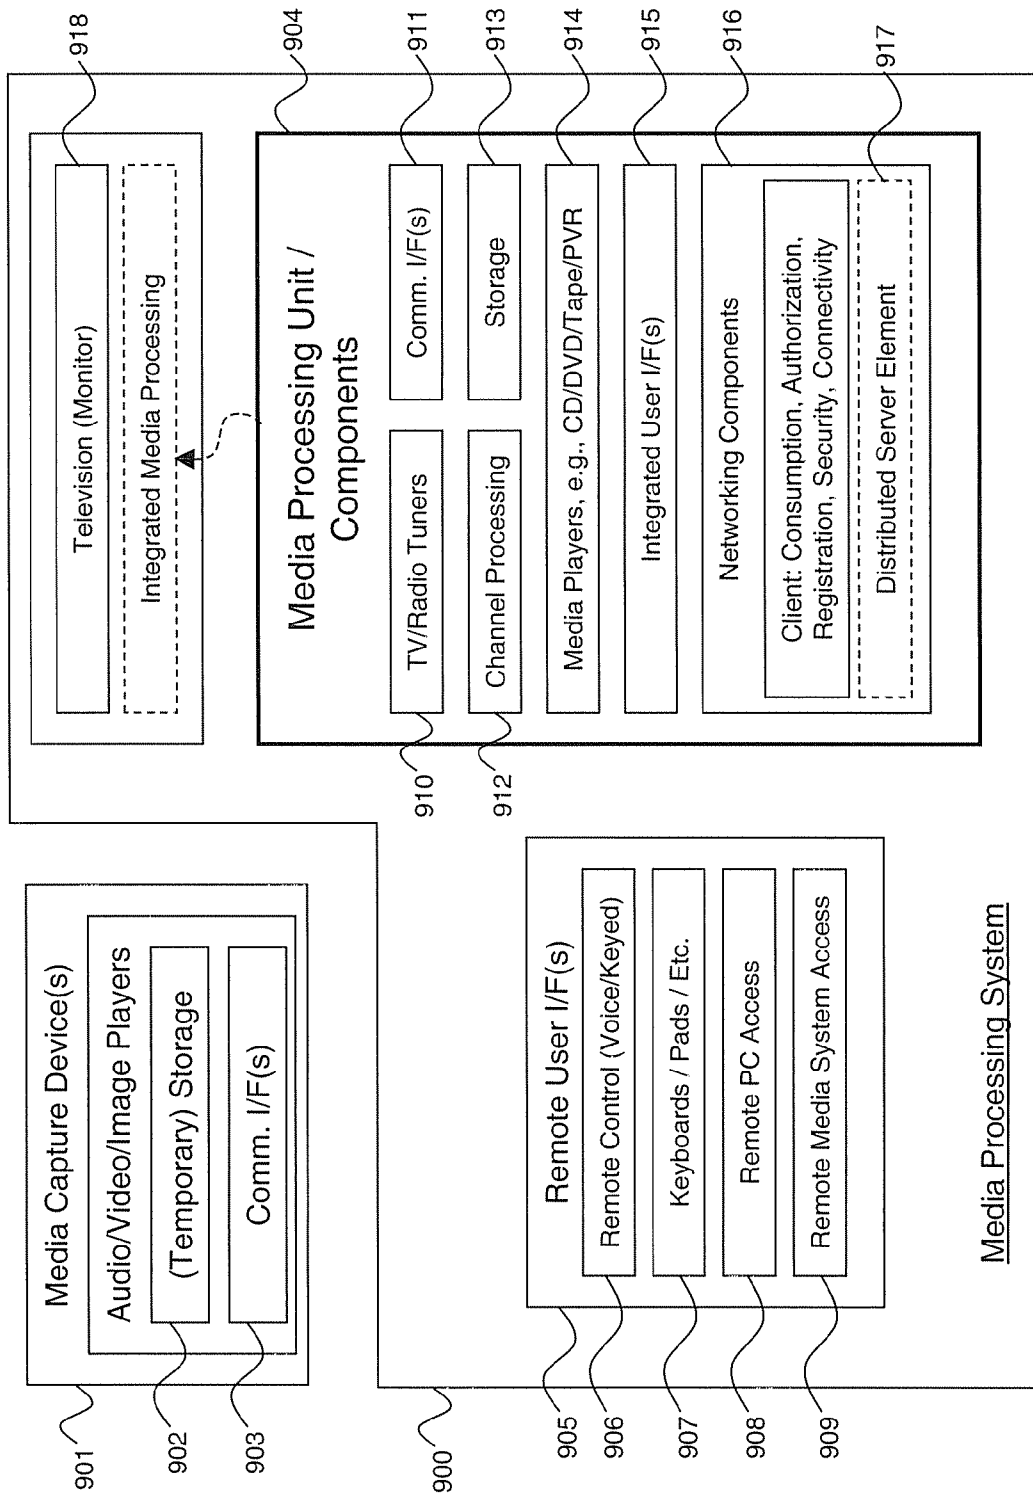 Media Capture Device(s)
Audio/Video/Image Players
(Temporary) Storage
Comm. I/F(s)
901
902
903
900
Remote User I/F(s)
Remote Control (Voice/Keyed)
Keyboards / Pads / Etc.
Remote PC Access
Remote Media System Access
905
906
907
908
909
Media Processing System
Television (Monitor)
Integrated Media Processing
918
904
Media Processing Unit /
Components
TV/Radio Tuners
Comm. I/F(s)
910
911
Channel Processing
Storage
912
913
Media Players, e.g., CD/DVD/Tape/PVR
914
Integrated User I/F(s)
915
Networking Components
916
Client: Consumption, Authorization,
Registration, Security, Connectivity
Distributed Server Element
917